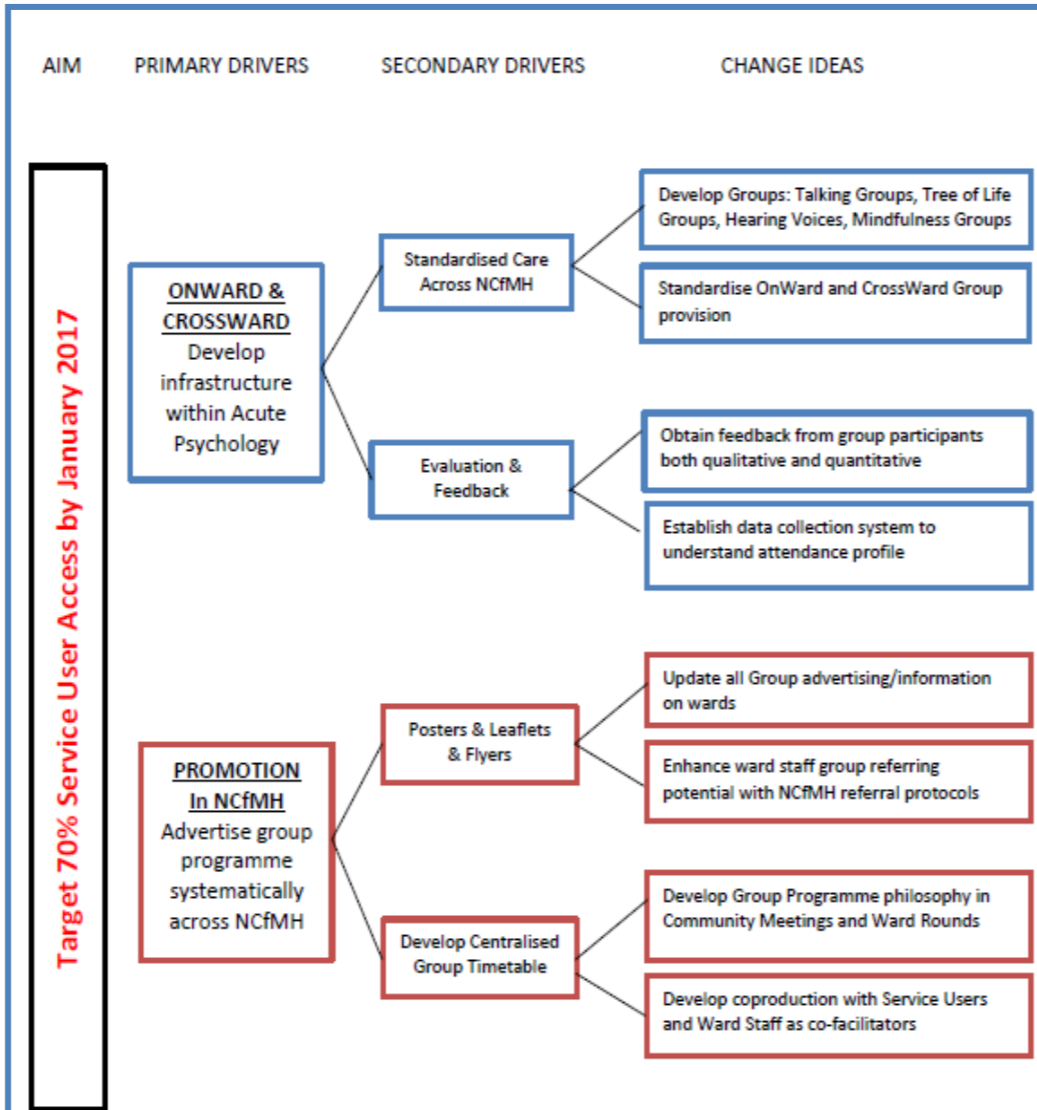 AIM PRIMARY DRIVERS SECONDARY DRIVERS CHANGE IDEAS
Target 70% Service User Access by January 2017
ONWARD &
CROSSWARD
Develop
infrastructure
within Acute
Psychology
Standardised Care
Across NCfMH
Develop Groups: Talking Groups, Tree of Life
Groups, Hearing Voices, Mindfulness Groups
Standardise OnWard and CrossWard Group
provision
Evaluation &
Feedback
Obtain feedback from group participants
both qualitative and quantitative
Establish data collection system to
understand attendance profile
PROMOTION
In NCfMH
Advertise group
programme
systematically
across NCfMH
Posters & Leaflets
& Flyers
Update all Group advertising/information
on wards
Enhance ward staff group referring
potential with NCfMH referral protocols
Develop Centralised
Group Timetable
Develop Group Programme philosophy in
Community Meetings and Ward Rounds
Develop coproduction with Service Users
and Ward Staff as co-facilitators